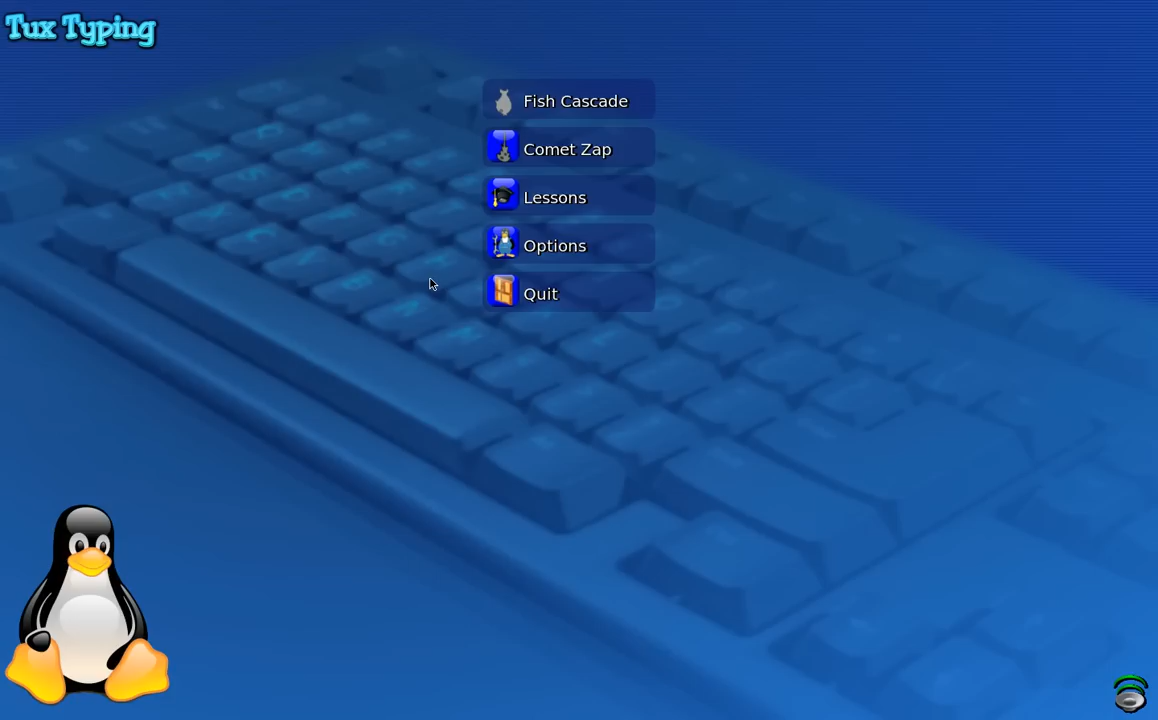 Tux Typing
Fish Cascade
Comet Zap
Lessons
Options
Quit